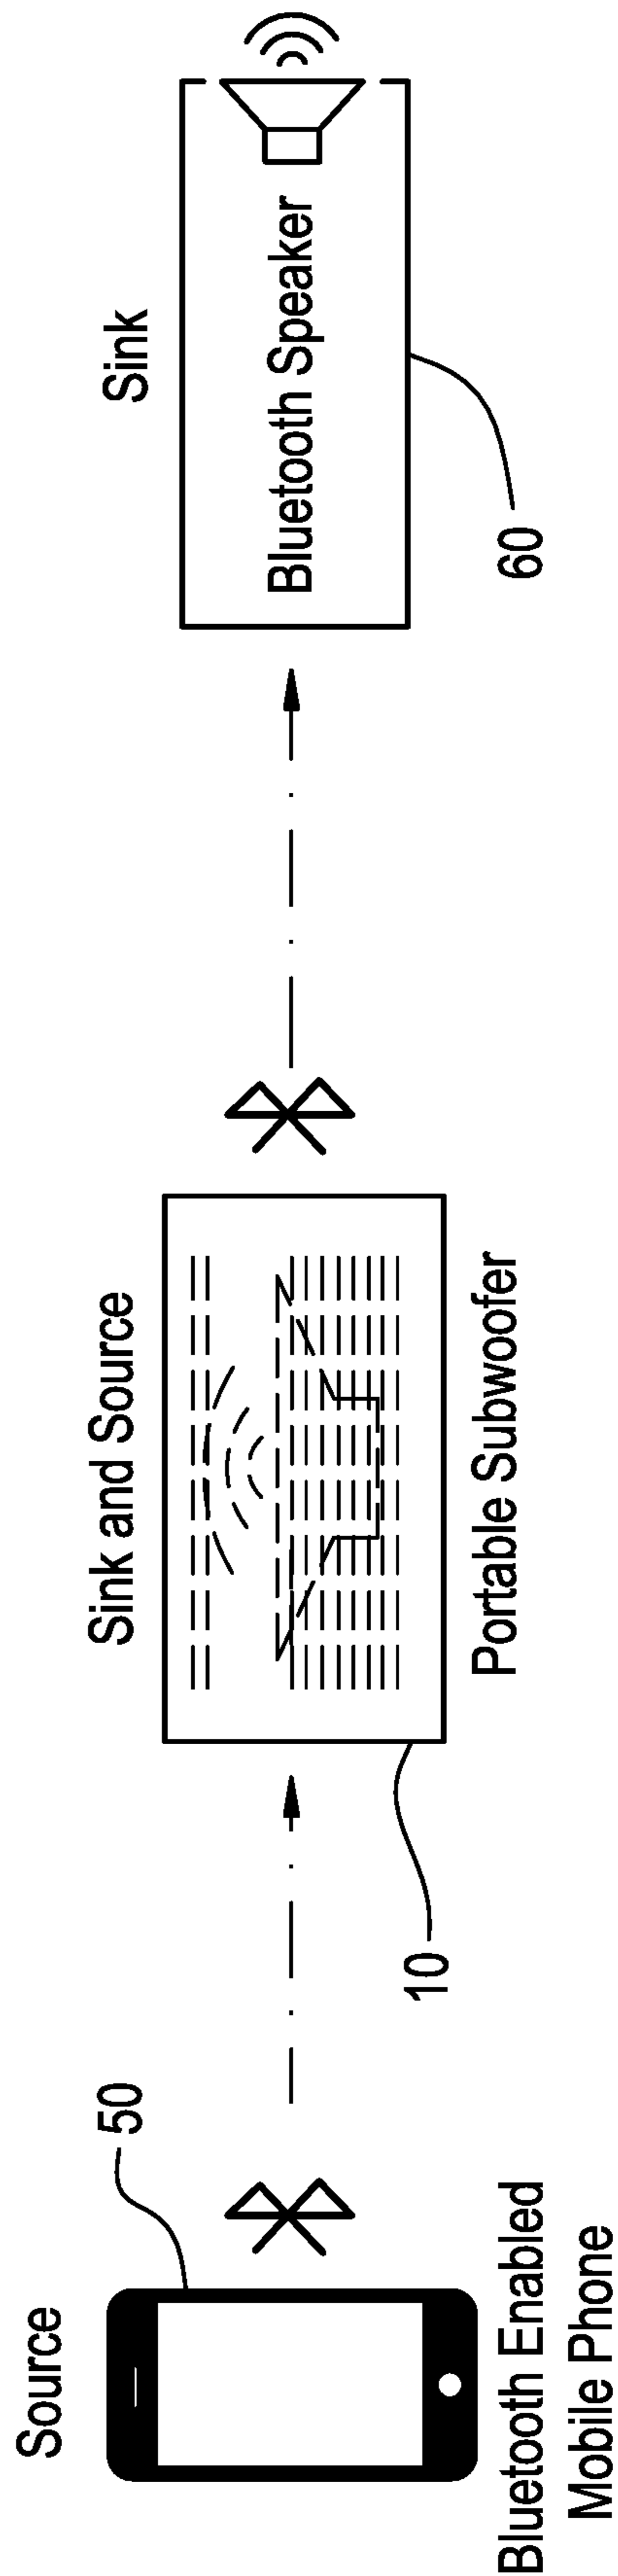 Source
50
Bluetooth Enabled
Mobile Phone
Sink and Source
10
Portable Subwoofer
Sink
Bluetooth Speaker
60